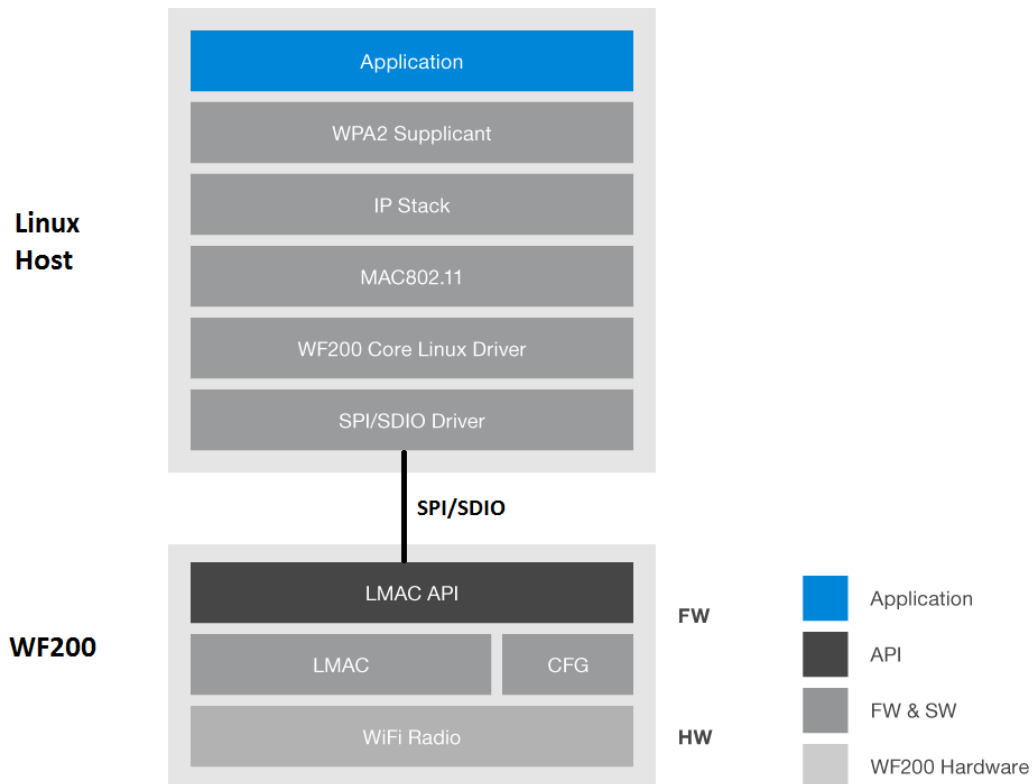 Application
WPA2 Supplicant
IP Stack
MAC802.11
WF200 Core Linux Driver
SPI/SDIO Driver
Linux
Host
SPI/SDIO
LMAC API
LMAC
CFG
WiFi Radio
WF200
FW
HW
Application
API
FW & SW
WF200 Hardware